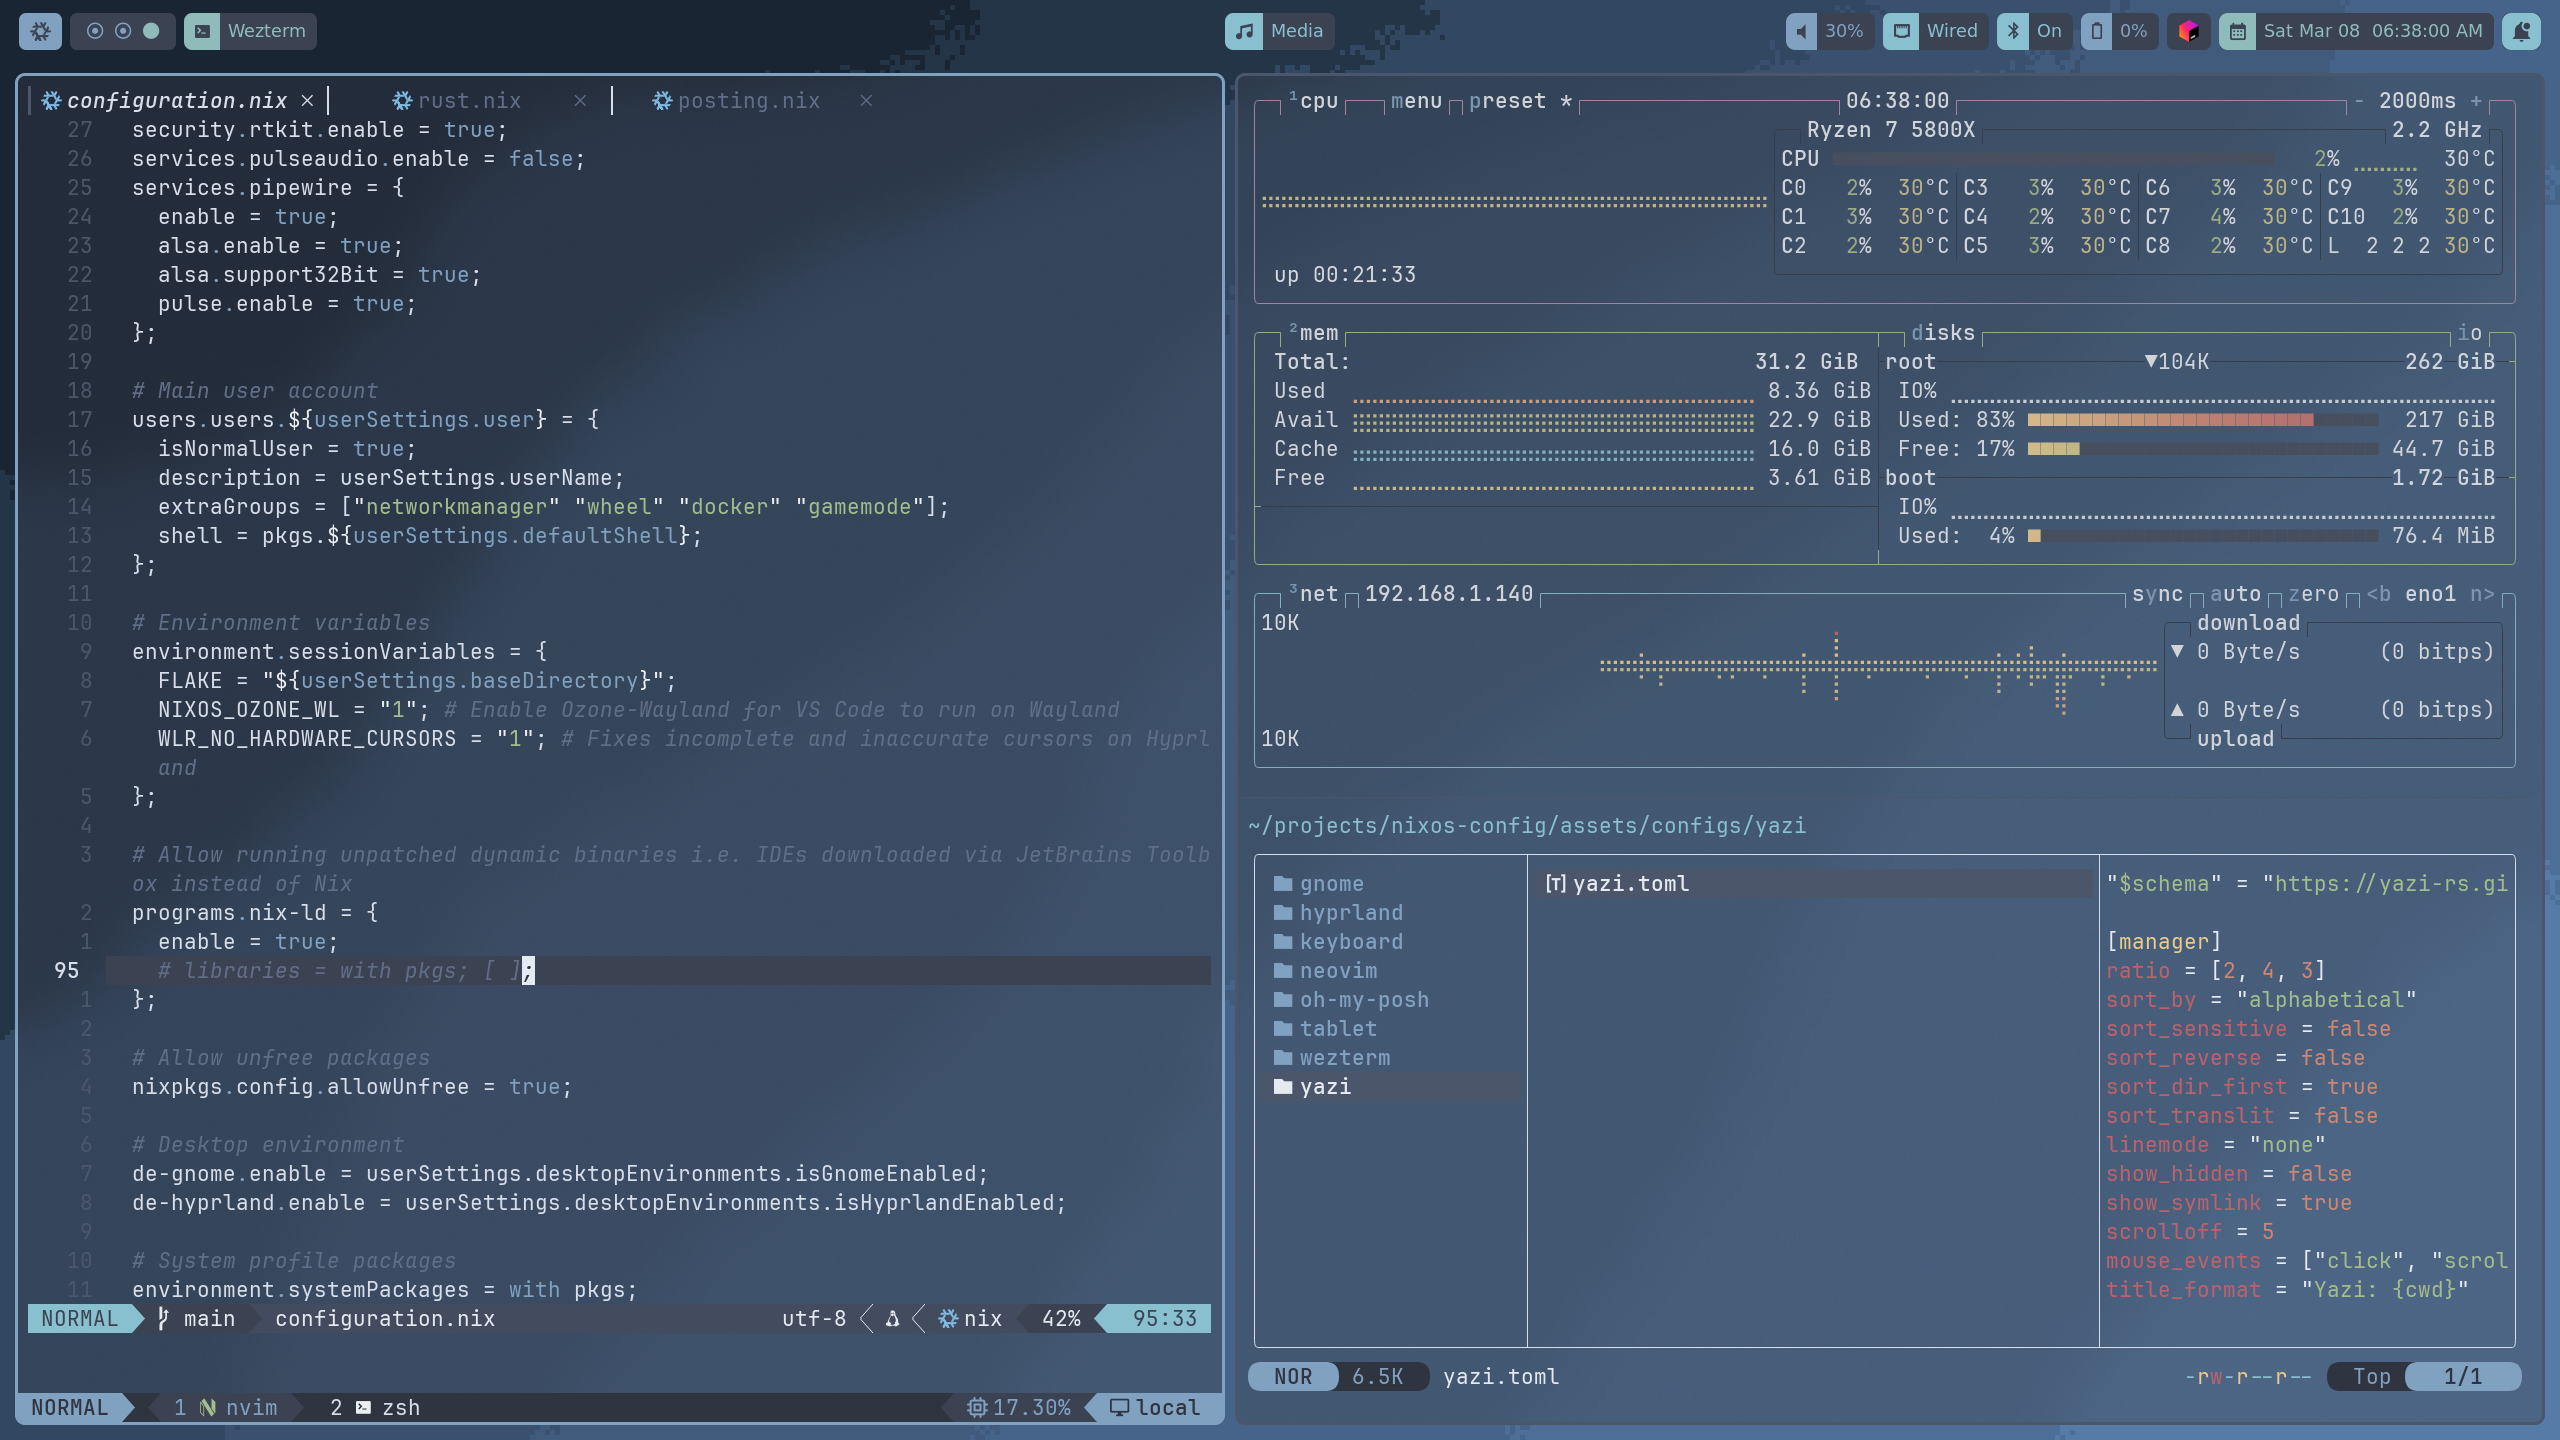 Wezterm
Media
30%
Wired
On
0%
Sat Mar 08 06:38:00 AM
configuration.nix × rust.nix × posting.nix ×
27 security.rtkit.enable = true;
26 services.pulseaudio.enable = false;
25 services.pipewire = {
24 enable = true;
23 alsa.enable = true;
22 alsa.support32Bit = true;
21 pulse.enable = true;
20 };
19
18 # Main user account
17 users.users.${userSettings.user} = {
16 isNormalUser = true;
15 description = userSettings.userName;
14 extraGroups = ["networkmanager" "wheel" "docker" "gamemode"];
13 shell = pkgs.${userSettings.defaultShell};
12 };
11
10 # Environment variables
9 environment.sessionVariables = {
8 FLAKE = "${userSettings.baseDirectory}";
7 NIXOS_OZONE_WL = "1"; # Enable Ozone-Wayland for VS Code to run on Wayland
6 WLR_NO_HARDWARE_CURSORS = "1"; # Fixes incomplete and inaccurate cursors on Hyprl
and
5 };
4
3 # Allow running unpatched dynamic binaries i.e. IDEs downloaded via JetBrains Toolb
ox instead of Nix
2 programs.nix-ld = {
1 enable = true;
95 # libraries = with pkgs; [ ];
1 };
2
3 # Allow unfree packages
4 nixpkgs.config.allowUnfree = true;
5
6 # Desktop environment
7 de-gnome.enable = userSettings.desktopEnvironments.isGnomeEnabled;
8 de-hyprland.enable = userSettings.desktopEnvironments.isHyprlandEnabled;
9
10 # System profile packages
11 environment.systemPackages = with pkgs;
NORMAL main configuration.nix utf-8 nix 42% 95:33
NORMAL 1 nvim 2 zsh 17.30% local
¹cpu menu preset * 06:38:00 - 2000ms +
Ryzen 7 5800X 2.2 GHz
CPU 2% 30°C
C0 2% 30°C C3 3% 30°C C6 3% 30°C C9 3% 30°C
C1 3% 30°C C4 2% 30°C C7 4% 30°C C10 2% 30°C
C2 2% 30°C C5 3% 30°C C8 2% 30°C L 2 2 2 30°C
up 00:21:33
²mem disks io
Total: 31.2 GiB root ▼104K 262 GiB
Used 8.36 GiB IO%
Avail 22.9 GiB Used: 83% 217 GiB
Cache 16.0 GiB Free: 17% 44.7 GiB
Free 3.61 GiB boot 1.72 GiB
IO%
Used: 4% 76.4 MiB
³net 192.168.1.140 sync auto zero <b eno1 n>
10K download
▼ 0 Byte/s (0 bitps)
▲ 0 Byte/s (0 bitps)
10K upload
~/projects/nixos-config/assets/configs/yazi
gnome
hyprland
keyboard
neovim
oh-my-posh
tablet
wezterm
yazi
[T] yazi.toml
"$schema" = "https://yazi-rs.gi
[manager]
ratio = [2, 4, 3]
sort_by = "alphabetical"
sort_sensitive = false
sort_reverse = false
sort_dir_first = true
sort_translit = false
linemode = "none"
show_hidden = false
show_symlink = true
scrolloff = 5
mouse_events = ["click", "scrol
title_format = "Yazi: {cwd}"
NOR 6.5K yazi.toml -rw-r--r-- Top 1/1